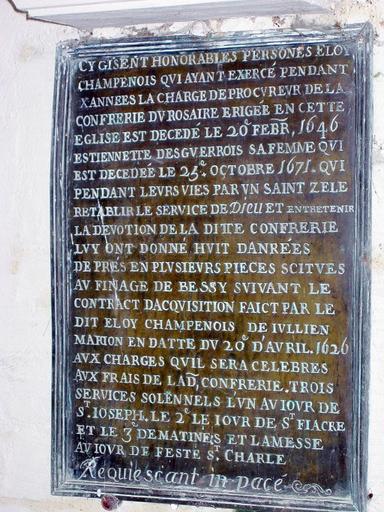 CY GISENT HONORABLES PERSONES ELOY
CHAMPENOIS QUI AYANT EXERCÉ PENDANT
X ANNEES LA CHARGE DE PROCVREVR DE LA
CONFRERIE DV ROSAIRE ERIGÉE EN CETTE
EGLISE EST DECEDE LE 20e FEBR, 1646
ESTIENNETTE DESGVERROIS SA FEMME QVI
EST DECEDÉE LE 25e. OCTOBRE 1671. QVI
PENDANT LEVRS VIES PAR VN SAINT ZELE
RETABLIR LE SERVICE DE DIEU ET ENTRETENIR
LA DEVOTION DE LA DITTE CONFRERIE
LVY ONT DONNÉ HVIT DANRÉES
DE PRÉS EN PLVSIEVRS PIECES SCITVES
AV FINAGE DE BESSY SVIVANT LE
CONTRACT DACQVISITION FAICT PAR LE
DIT ELOY CHAMPENOIS DE IVLLIEN
MARION EN DATTE DV 20e D'AVRIL. 1626
AVX CHARGES QVIL SERA CELEBRES
AVX FRAIS DE LAD, CONFRERIE. TROIS
SERVICES SOLENNELS L'VN AV IOVR DE
ST. IOSEPH. LE 2e LE IOVR DE ST FIACRE
ET LE 3e DE MATINES ET LA MESSE
AV IOVR DE FESTE ST. CHARLE
Requiescant in pace